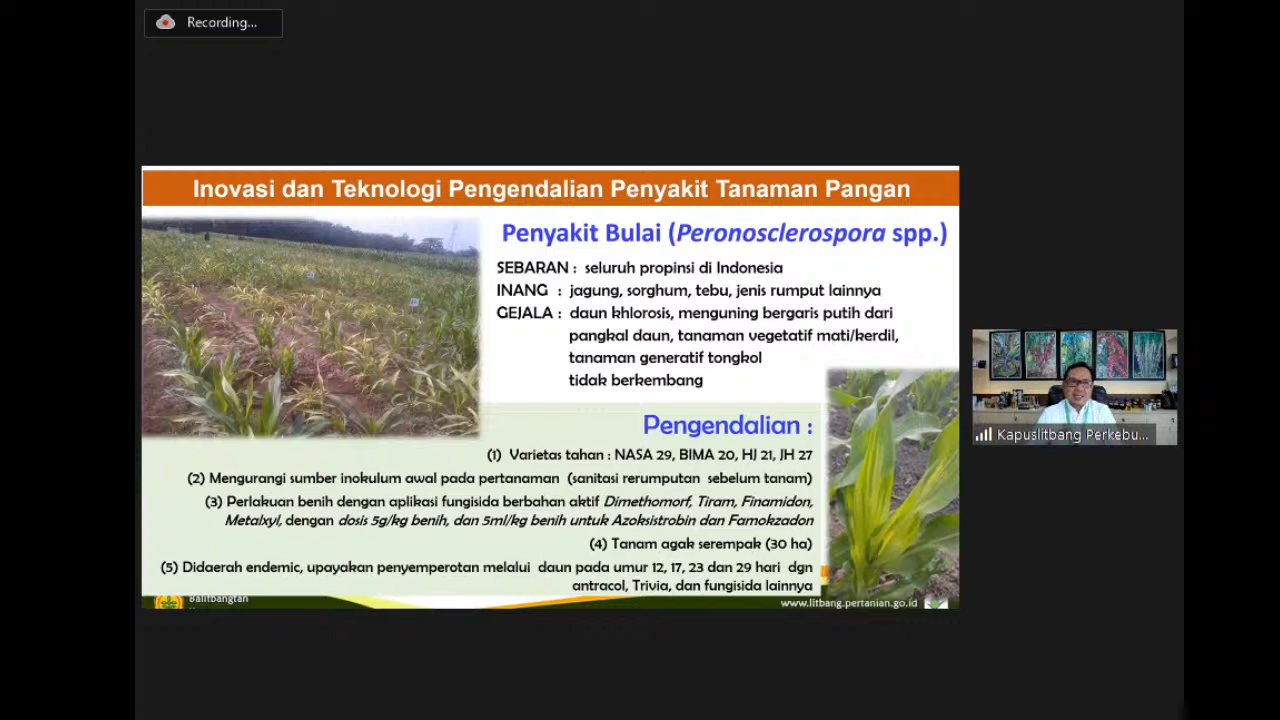 Recording...
Inovasi dan Teknologi Pengendalian Penyakit Tanaman Pangan
Penyakit Bulai (Peronosclerospora spp.)
SEBARAN : seluruh propinsi di Indonesia
INANG : jagung, sorghum, tebu, jenis rumput lainnya
GEJALA : daun khlorosis, menguning bergaris putih dari
pangkal daun, tanaman vegetatif mati/kerdil,
tanaman generatif tongkol
tidak berkembang
Pengendalian :
(1) Varietas tahan : NASA 29, BIMA 20, HJ 21, JH 27
(2) Mengurangi sumber inokulum awal pada pertanaman (sanitasi rerumputan sebelum tanam)
(3) Perlakuan benih dengan aplikasi fungisida berbahan aktif Dimethomorf, Tiram, Finamidon,
Metalxyl, dengan dosis 5g/kg benih, dan 5ml/kg benih untuk Azoksistrobin dan Famokzadon
(4) Tanam agak serempak (30 ha)
(5) Didaerah endemic, upayakan penyemperotan melalui daun pada umur 12, 17, 23 dan 29 hari dgn
antracol, Trivia, dan fungisida lainnya
Balitbangtan
www.litbang.pertanian.go.id
Kapuslitbang Perkebu...